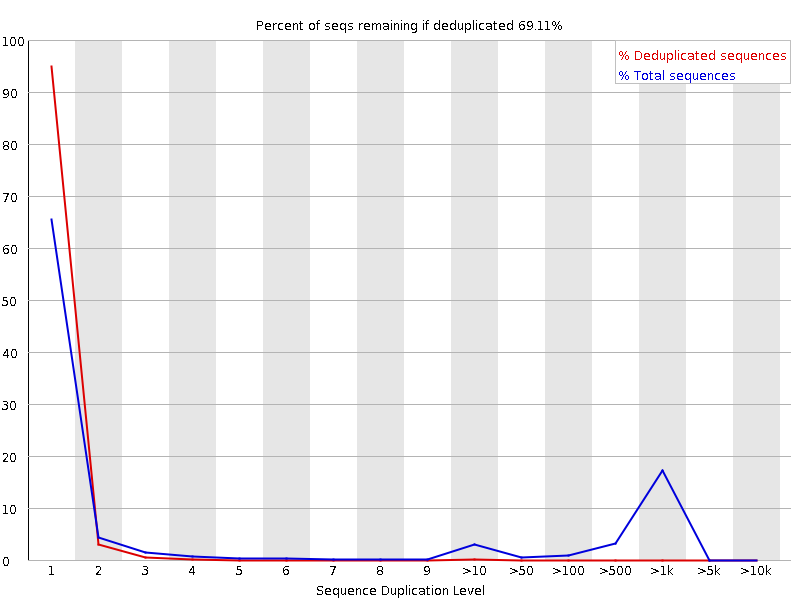 Percent of seqs remaining if deduplicated 69.11%
% Deduplicated sequences
% Total sequences
100
90
80
70
60
50
40
30
20
10
0
1 2 3 4 5 6 7 8 9 >10 >50 >100 >500 >1k >5k >10k
Sequence Duplication Level